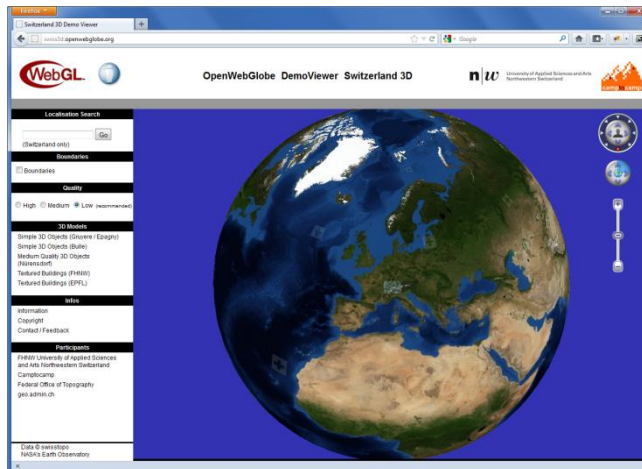 Firefox
Switzerland 3D Demo Viewer
swiss3d.openwebglobe.org
Google
WebGL
OpenWebGlobe DemoViewer Switzerland 3D
n|w University of Applied Sciences and Arts
Northwestern Switzerland
camptocamp
Localisation Search
Go
(Switzerland only)
Boundaries
Boundaries
Quality
High Medium Low (recommended)
3D Models
Simple 3D Objects (Gruyere / Epagny)
Simple 3D Objects (Bulle)
Medium Quality 3D Objects
(Nürensdorf)
Textured Buildings (FHNW)
Textured Buildings (EPFL)
Infos
Information
Copyright
Contact / Feedback
Participants
FHNW University of Applied Sciences
and Arts Northwestern Switzerland
Camptocamp
Federal Office of Topography
geo.admin.ch
Data © swisstopo
NASA's Earth Observatory